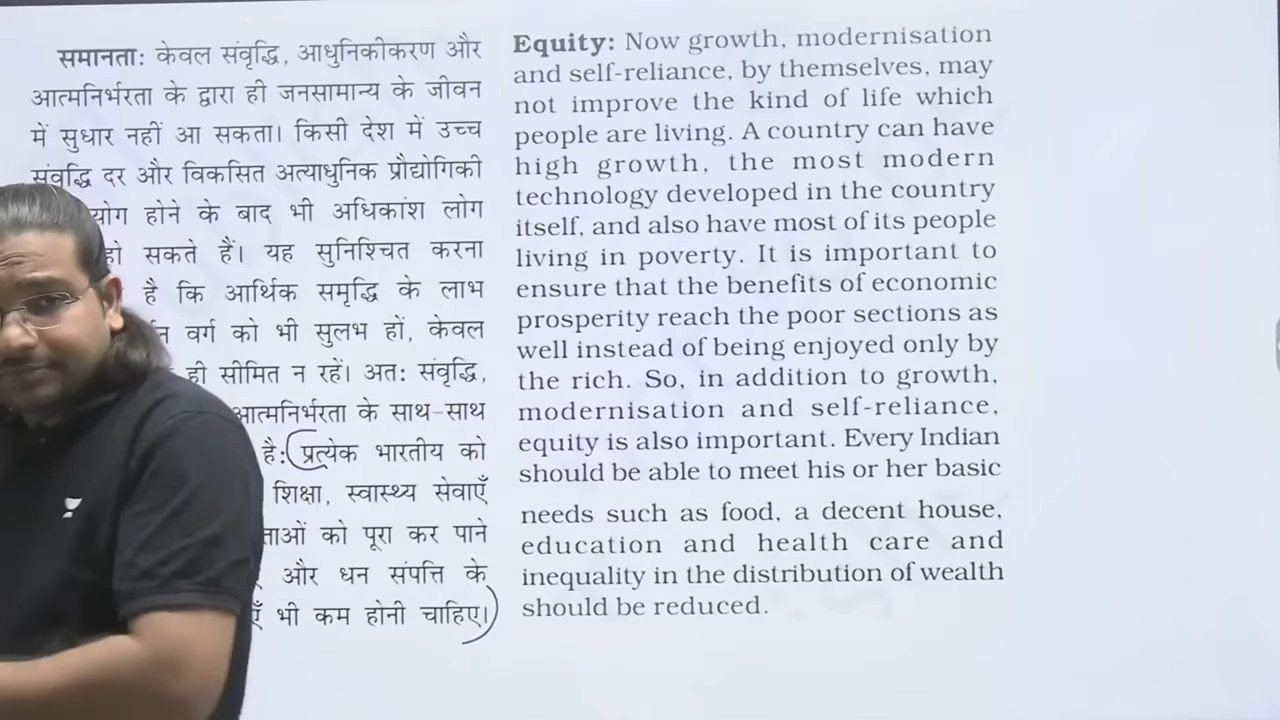 समानता: केवल संवृद्धि, आधुनिकीकरण और
आत्मनिर्भरता के द्वारा ही जनसामान्य के जीवन
में सुधार नहीं आ सकता। किसी देश में उच्च
संवृद्धि दर और विकसित अत्याधुनिक प्रौद्योगिकी
होने के बाद भी अधिकांश लोग
हो सकते हैं। यह सुनिश्चित करना
है कि आर्थिक समृद्धि के लाभ
वर्ग को भी सुलभ हों, केवल
ही सीमित न रहें। अत: संवृद्धि,
आत्मनिर्भरता के साथ-साथ
है: प्रत्येक भारतीय को
शिक्षा, स्वास्थ्य सेवाएँ
को पूरा कर पाने
और धन संपत्ति के
भी कम होनी चाहिए।
Equity: Now growth, modernisation
and self-reliance, by themselves, may
not improve the kind of life which
people are living. A country can have
high growth, the most modern
technology developed in the country
itself, and also have most of its people
living in poverty. It is important to
ensure that the benefits of economic
prosperity reach the poor sections as
well instead of being enjoyed only by
the rich. So, in addition to growth,
modernisation and self-reliance,
equity is also important. Every Indian
should be able to meet his or her basic
needs such as food, a decent house,
education and health care and
inequality in the distribution of wealth
should be reduced.